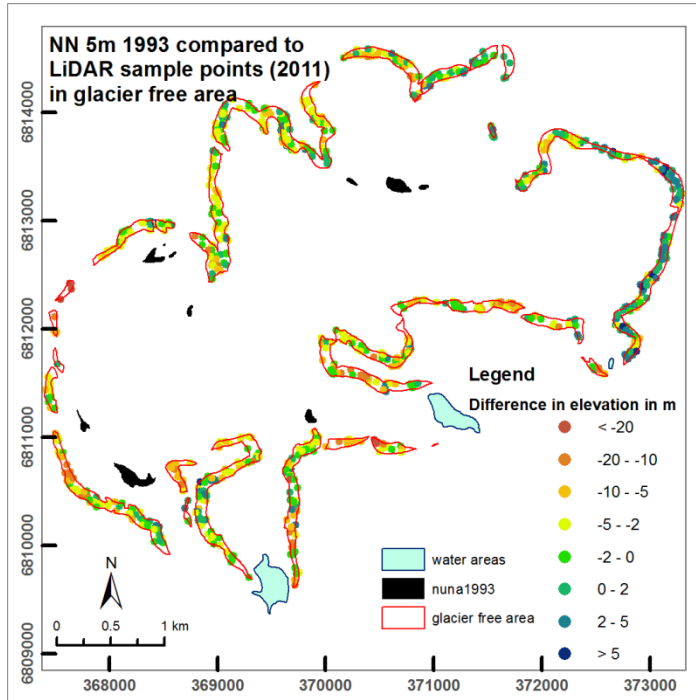 NN 5m 1993 compared to
LiDAR sample points (2011)
in glacier free area
6814000
6813000
6812000
6811000
6810000
6809000
Legend
Difference in elevation in m
< -20
-20 - -10
-10 - -5
-5 - -2
-2 - 0
0 - 2
2 - 5
> 5
water areas
nuna1993
glacier free area
N
0 0.5 1 km
368000 369000 370000 371000 372000 373000